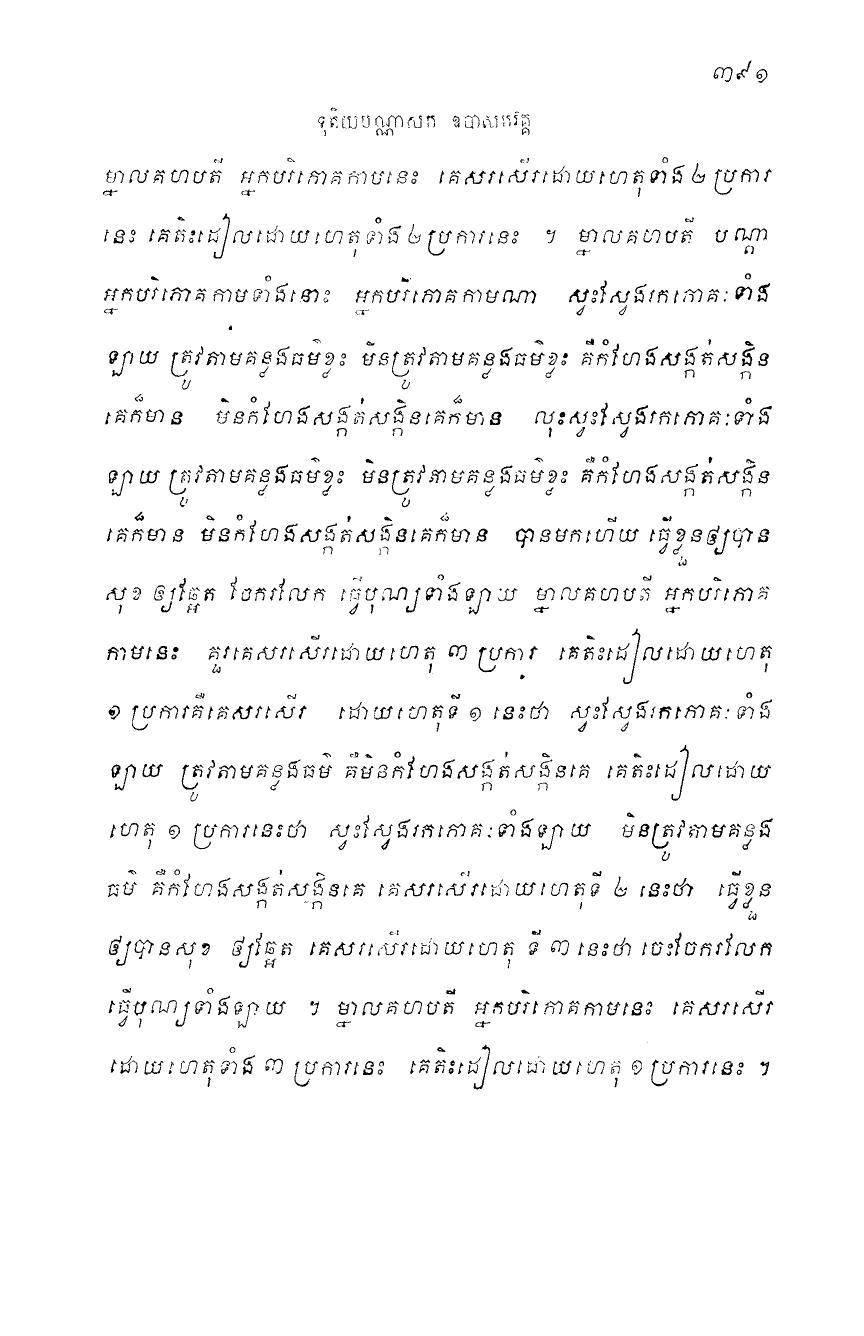 ៣៩១
ទុតិយបណ្ណាសក ឧបាសកវគ្គ
ម្នាលគហបតី អ្នកបរិភោគកាមនេះ គេសរសើរដោយហេតុទាំង ២ ប្រការ
នេះ គេតិះដៀលដោយហេតុទាំង ២ ប្រការនេះ ។ ម្នាលគហបតី បណ្តា
អ្នកបរិភោគកាមទាំងនោះ អ្នកបរិភោគកាមណា ស្វះស្វែងរកភោគៈទាំង
ឡាយ ត្រូវតាមគន្លងធម៌ខ្លះ មិនត្រូវតាមគន្លងធម៌ខ្លះ គឺកំហែងសង្កត់សង្កិន
គេក៏មាន មិនកំហែងសង្កត់សង្កិនគេក៏មាន លុះស្វះស្វែងរកភោគៈទាំង
ឡាយ ត្រូវតាមគន្លងធម៌ខ្លះ មិនត្រូវតាមគន្លងធម៌ខ្លះ គឺកំហែងសង្កត់សង្កិន
គេក៏មាន មិនកំហែងសង្កត់សង្កិនគេក៏មាន បានមកហើយ ធ្វើខ្លួនឲ្យបាន
សុខ ឲ្យឆ្អែត ចែករលែក ធ្វើបុណ្យទាំងឡាយ ម្នាលគហបតី អ្នកបរិភោគ
កាមនេះ គួរគេសរសើរដោយហេតុ ៣ ប្រការ គេតិះដៀលដោយហេតុ
១ ប្រការគឺគេសរសើរ ដោយហេតុទី ១ នេះថា ស្វះស្វែងរកភោគៈទាំង
ឡាយ ត្រូវតាមគន្លងធម៌ គឺមិនកំហែងសង្កត់សង្កិនគេ គេតិះដៀលដោយ
ហេតុ ១ ប្រការនេះថា ស្វះស្វែងរកភោគៈទាំងឡាយ មិនត្រូវតាមគន្លង
ធម៌ គឺកំហែងសង្កត់សង្កិនគេ គេសរសើរដោយហេតុទី ២ នេះថា ធ្វើខ្លួន
ឲ្យបានសុខ ឲ្យឆ្អែត គេសរសើរដោយហេតុ ទី ៣ នេះថា ចេះចែករលែក
ធ្វើបុណ្យទាំងឡាយ ។ ម្នាលគហបតី អ្នកបរិភោគកាមនេះ គេសរសើរ
ដោយហេតុទាំង ៣ ប្រការនេះ គេតិះដៀលដោយហេតុ ១ ប្រការនេះ ។